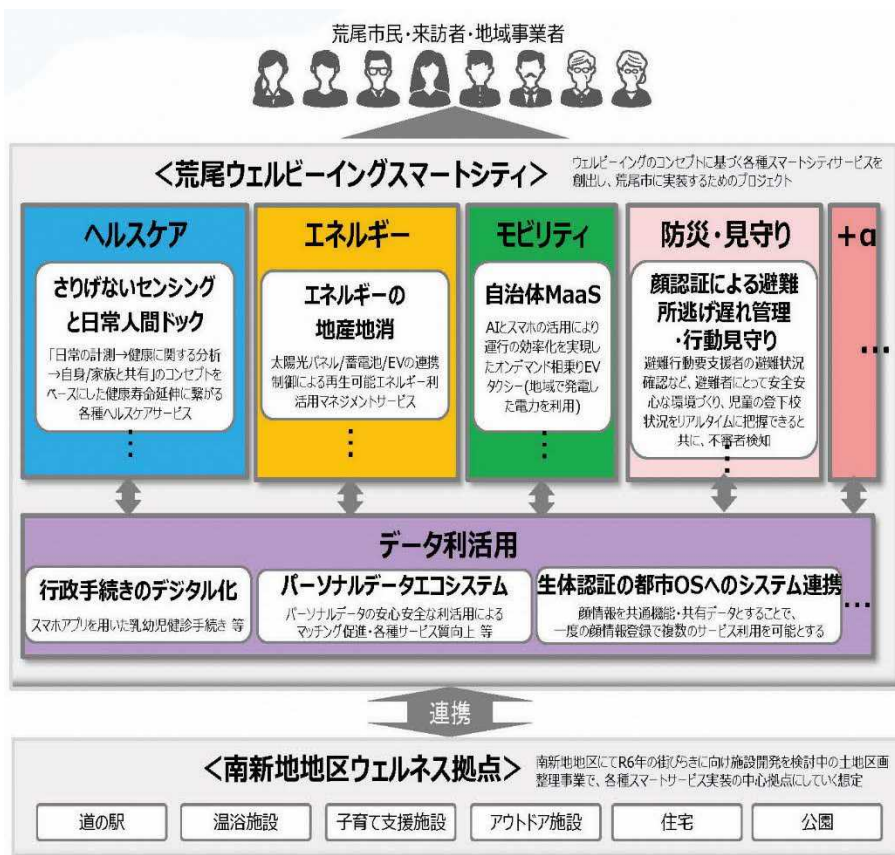 荒尾市民・来訪者・地域事業者
<荒尾ウェルビーイングスマートシティ>
ウェルビーイングのコンセプトに基づく各種スマートシティサービスを
創出し、荒尾市に実装するためのプロジェクト
ヘルスケア
さりげないセンシング
と日常人間ドック
「日常の計測→健康に関する分析
→自身/家族と共有」のコンセプトを
ベースにした健康寿命延伸に繋がる
各種ヘルスケアサービス
エネルギー
エネルギーの
地産地消
太陽光パネル/蓄電池/EVの連携
制御による再生可能エネルギー利
活用マネジメントサービス
モビリティ
自治体MaaS
AIとスマホの活用により
運行の効率化を実現し
たオンデマンド相乗りEV
タクシー(地域で発電し
た電力を利用)
防災・見守り
顔認証による避難
所逃げ遅れ管理
・行動見守り
避難行動要支援者の避難状況
確認など、避難者にとって安全安
心な環境づくり、児童の登下校
状況をリアルタイムに把握できると
共に、不審者検知
+α
…
データ利活用
行政手続きのデジタル化
スマホアプリを用いた乳幼児健診手続き 等
パーソナルデータエコシステム
パーソナルデータの安心安全な利活用による
マッチング促進・各種サービス質向上 等
生体認証の都市OSへのシステム連携
顔情報を共通機能・共有データとすることで、
一度の顔情報登録で複数のサービス利用を可能とする
…
連携
<南新地地区ウェルネス拠点>
南新地地区にてR6年の街びらきに向け施設開発を検討中の土地区画
整理事業で、各種スマートサービス実装の中心拠点にしていく想定
道の駅
温浴施設
子育て支援施設
アウトドア施設
住宅
公園